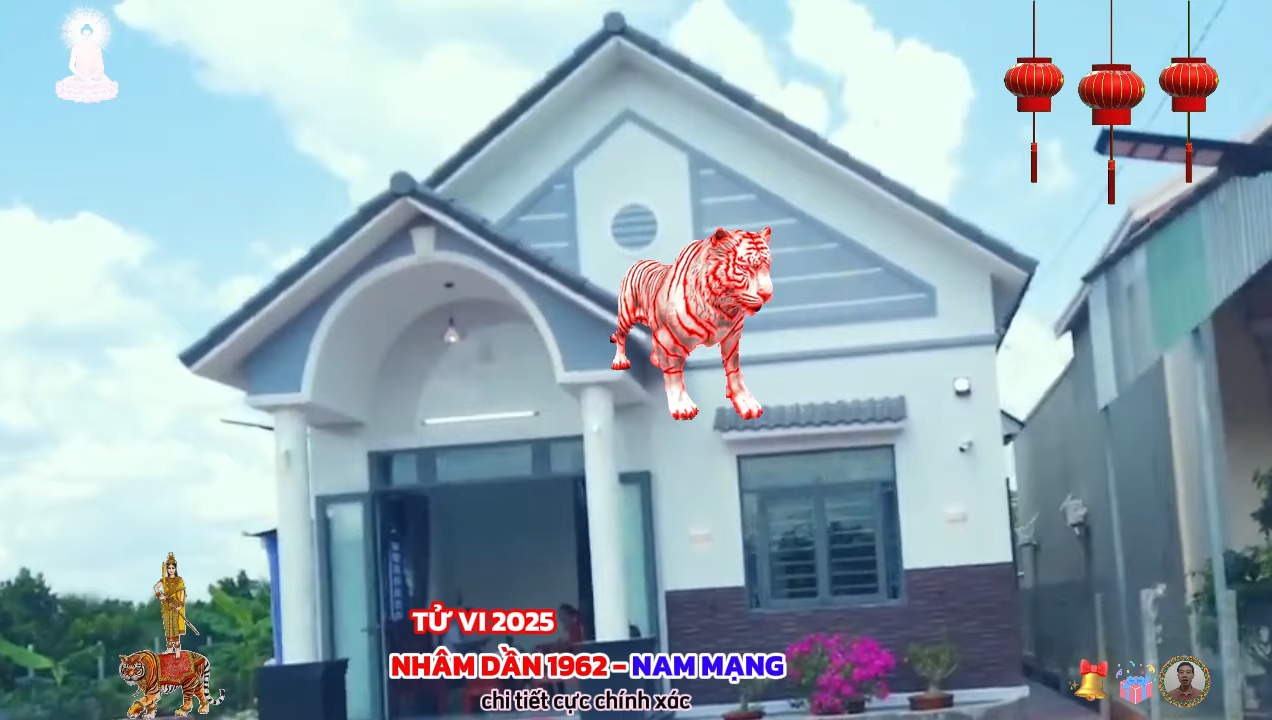 TỬ VI 2025
NHÂM DẦN 1962 – NAM MẠNG
chi tiết cực chính xác